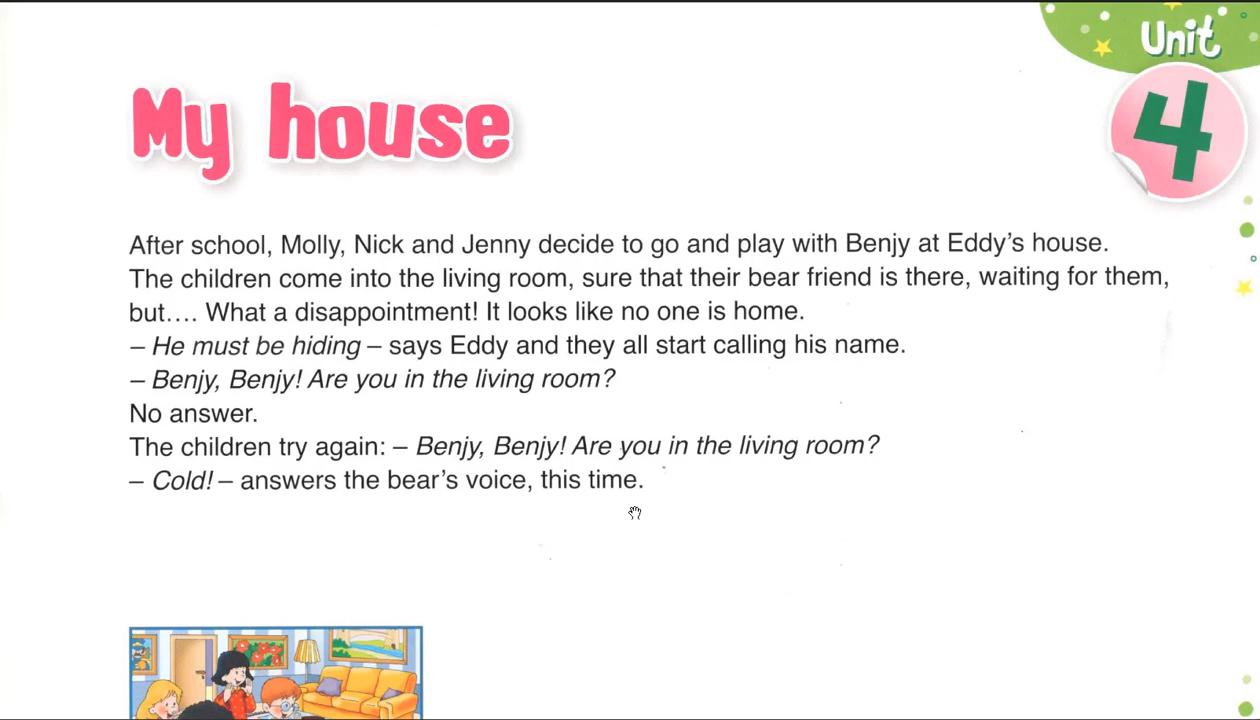 Unit
4
My house
After school, Molly, Nick and Jenny decide to go and play with Benjy at Eddy's house.
The children come into the living room, sure that their bear friend is there, waiting for them,
but…. What a disappointment! It looks like no one is home.
– He must be hiding – says Eddy and they all start calling his name.
– Benjy, Benjy! Are you in the living room?
No answer.
The children try again: – Benjy, Benjy! Are you in the living room?
– Cold! – answers the bear's voice, this time.